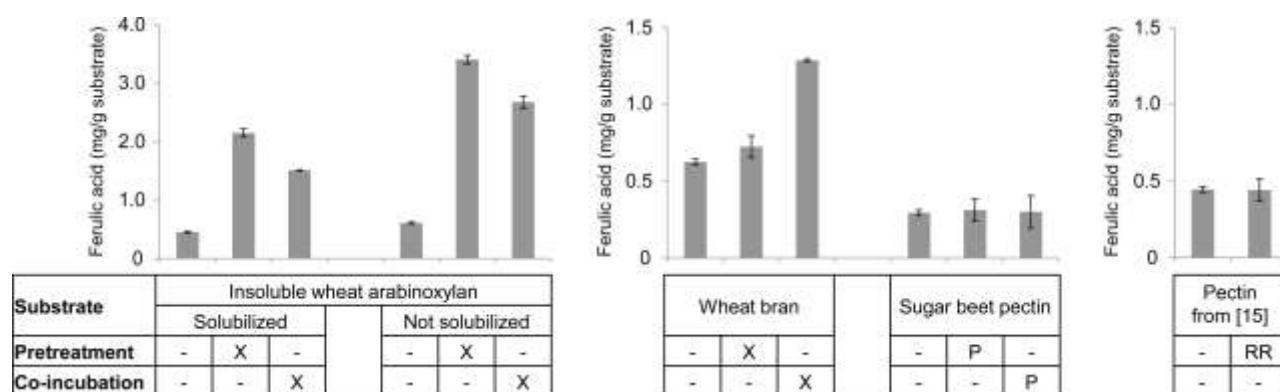 Ferulic acid (mg/g substrate)
4.0
3.0
2.0
1.0
0
Ferulic acid (mg/g substrate)
1.5
1.0
0.5
0
Ferulic acid (mg/g substrate)
1.5
1.0
0.5
0
Substrate
Insoluble wheat arabinoxylan
Solubilized Not solubilized
Wheat bran
Sugar beet pectin
Pectin
from [15]
Pretreatment - X - - X - - X - - P - - RR
Co-incubation - - X - - X - - X - - P - -